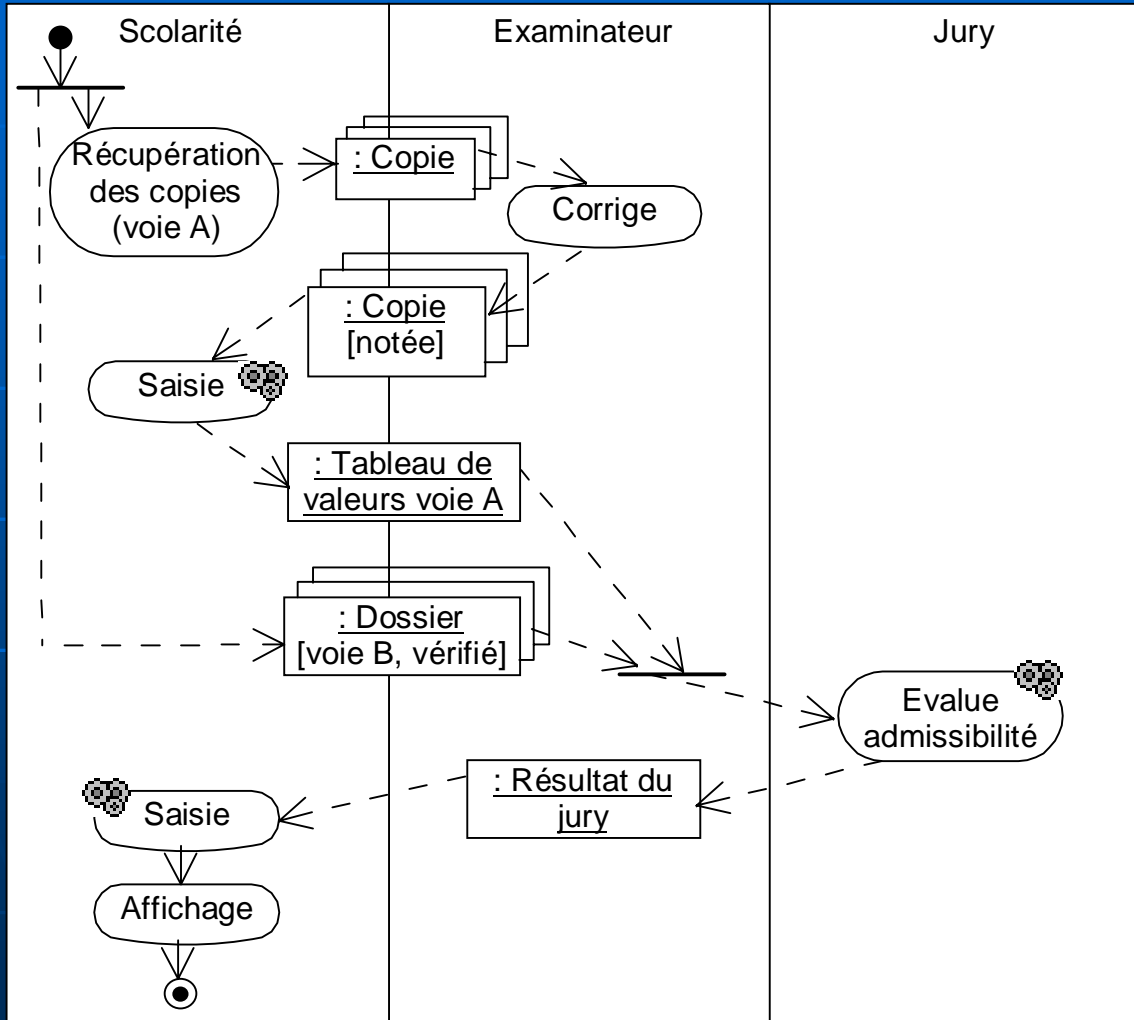 Scolarité
Examinateur
Jury
Récupération
des copies
(voie A)
: Copie
Corrige
: Copie
[notée]
Saisie
: Tableau de
valeurs voie A
: Dossier
[voie B, vérifié]
Evalue
admissibilité
: Résultat du
jury
Saisie
Affichage